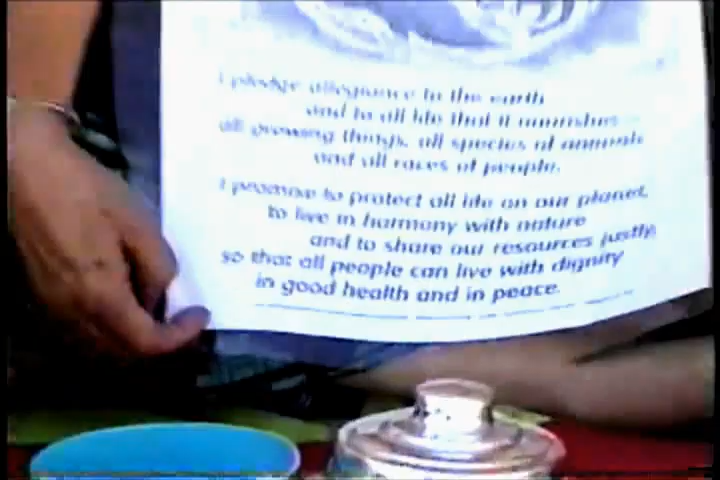 I pledge allegiance to the earth
and to all life that it nourishes
all growing things, all species of animals
and all races of people.
I promise to protect all life on our planet,
to live in harmony with nature
and to share our resources justly,
so that all people can live with dignity
in good health and in peace.